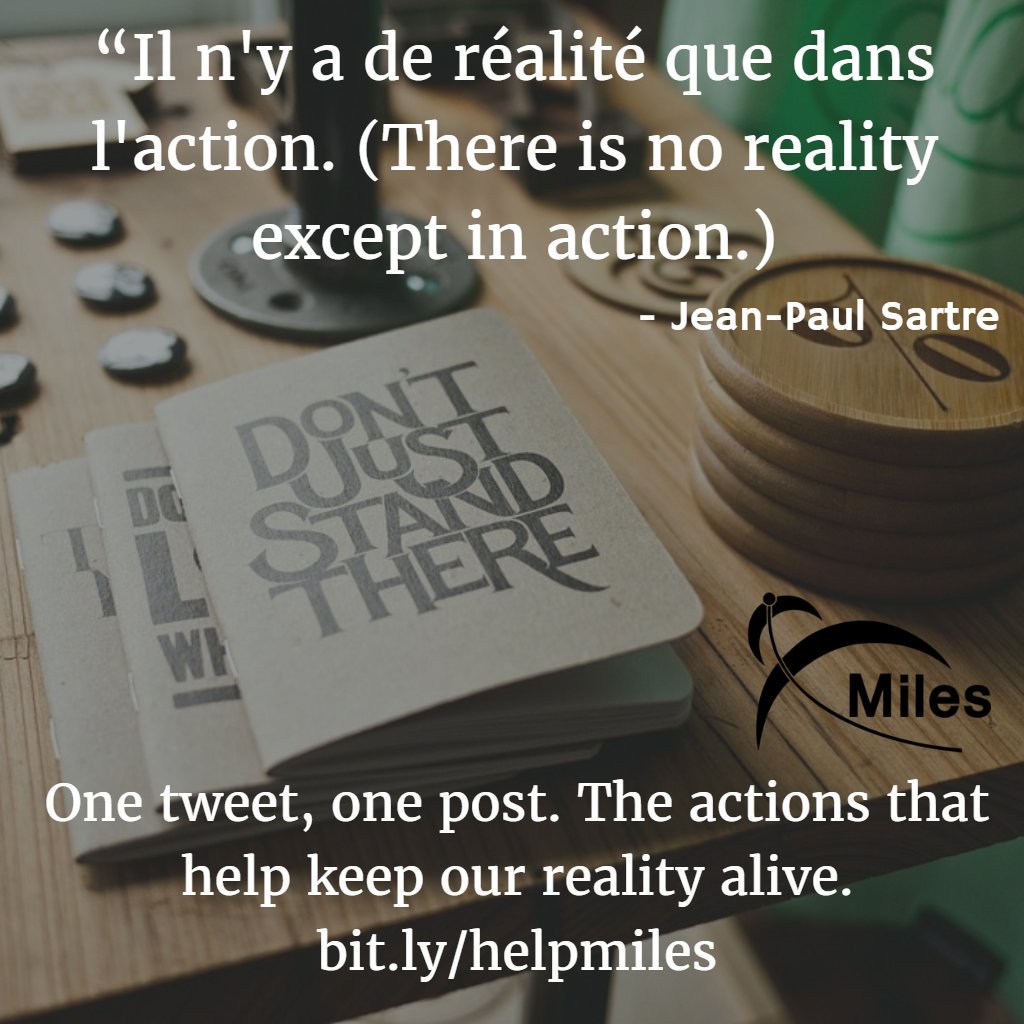 “Il n'y a de réalité que dans
l'action. (There is no reality
except in action.)
- Jean-Paul Sartre
DON'T
JUST
STAND
THERE
DO
WH
Miles
One tweet, one post. The actions that
help keep our reality alive.
bit.ly/helpmiles